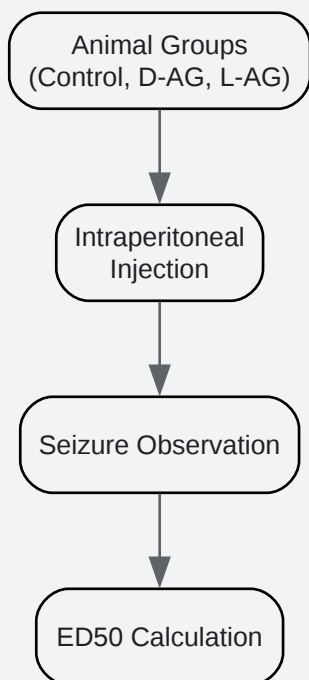 Animal Groups
(Control, D-AG, L-AG)
Intraperitoneal
Injection
Seizure Observation
ED50 Calculation